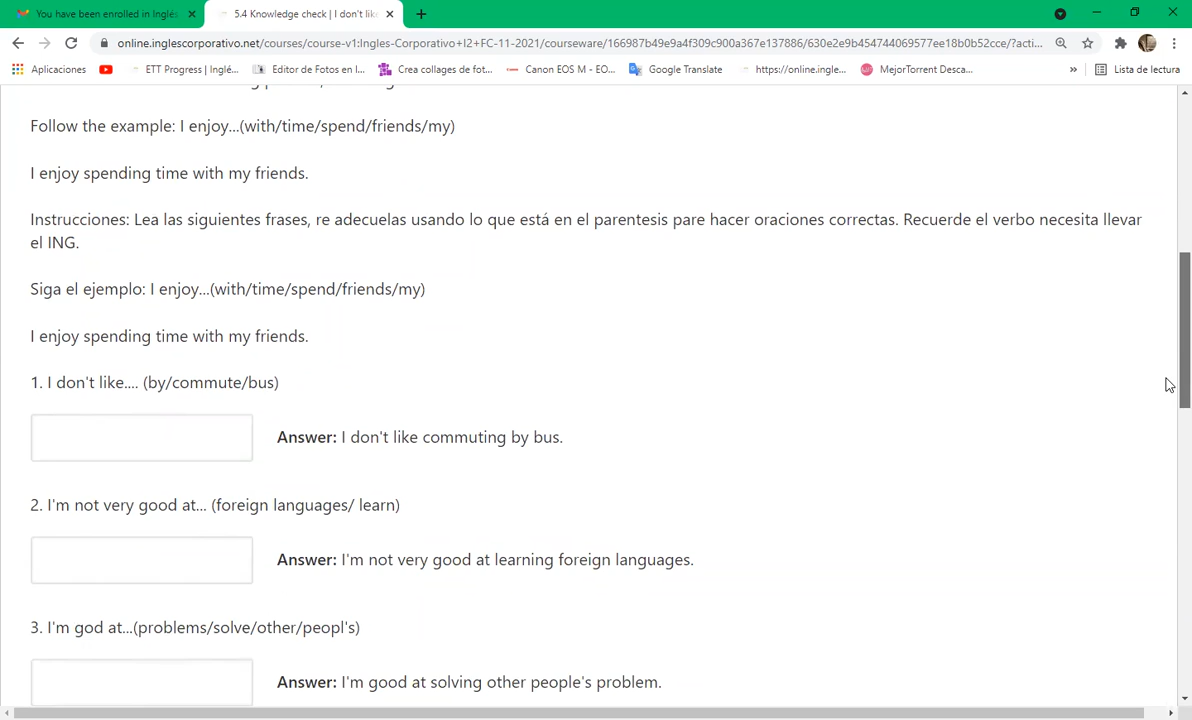 You have been enrolled in Inglés
5.4 Knowledge check | I don't lik
online.inglescorporativo.net/courses/course-v1:Ingles-Corporativo+I2+FC-11-2021/courseware/166987b49e9a4f309c900a367e137886/630e2e9b454744069577ee18b0b52cce/?acti...
Aplicaciones
ETT Progress | Inglé...
Editor de Fotos en l...
Crea collages de fot...
Canon EOS M - EO...
Google Translate
https://online.ingle...
MejorTorrent Desca...
»
Lista de lectura
Follow the example: I enjoy...(with/time/spend/friends/my)
I enjoy spending time with my friends.
Instrucciones: Lea las siguientes frases, re adecuelas usando lo que está en el parentesis pare hacer oraciones correctas. Recuerde el verbo necesita llevar
el ING.
Siga el ejemplo: I enjoy...(with/time/spend/friends/my)
I enjoy spending time with my friends.
1. I don't like.... (by/commute/bus)
Answer: I don't like commuting by bus.
2. I'm not very good at... (foreign languages/ learn)
Answer: I'm not very good at learning foreign languages.
3. I'm god at...(problems/solve/other/peopl's)
Answer: I'm good at solving other people's problem.